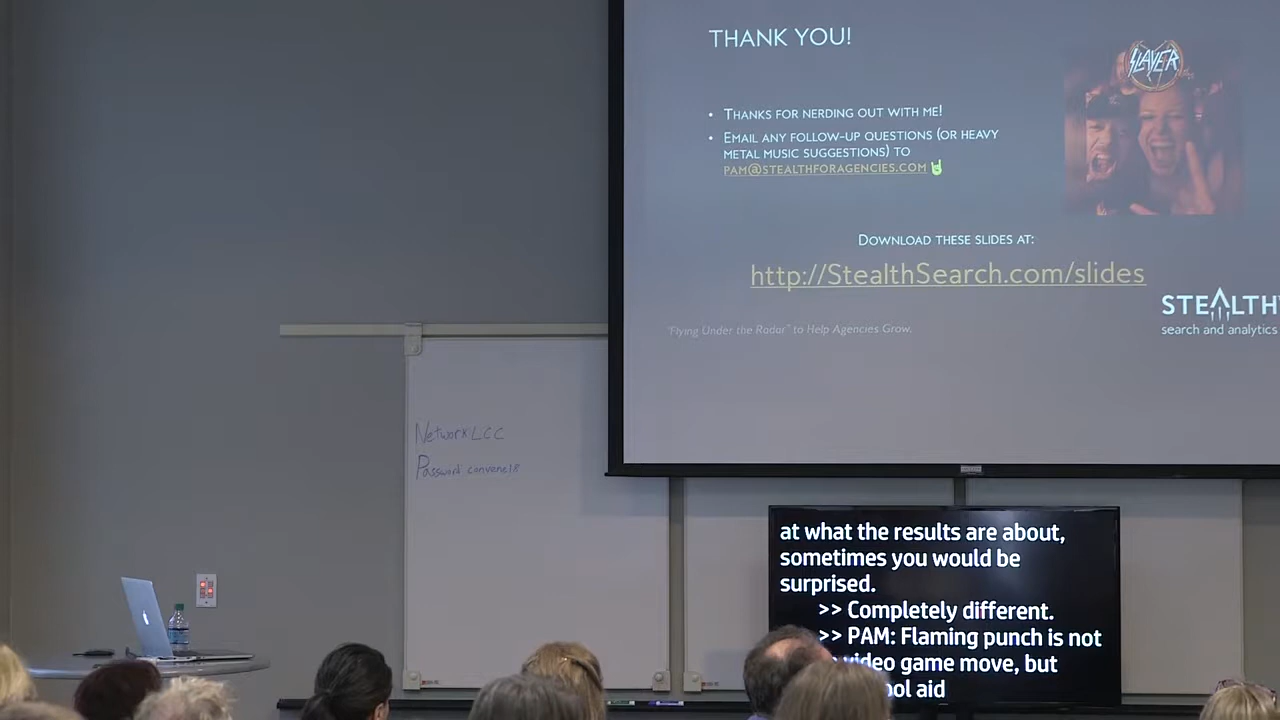 THANK YOU!
SLAYER
• THANKS FOR NERDING OUT WITH ME!
• EMAIL ANY FOLLOW-UP QUESTIONS (OR HEAVY
METAL MUSIC SUGGESTIONS) TO
PAM@STEALTHFORAGENCIES.COM
DOWNLOAD THESE SLIDES AT:
http://StealthSearch.com/slides
STEALTH
search and analytics
"Flying Under the Radar" to Help Agencies Grow.
Network LCC
Password convene18
at what the results are about,
sometimes you would be
surprised.
>> Completely different.
>> PAM: Flaming punch is not
video game move, but
aid